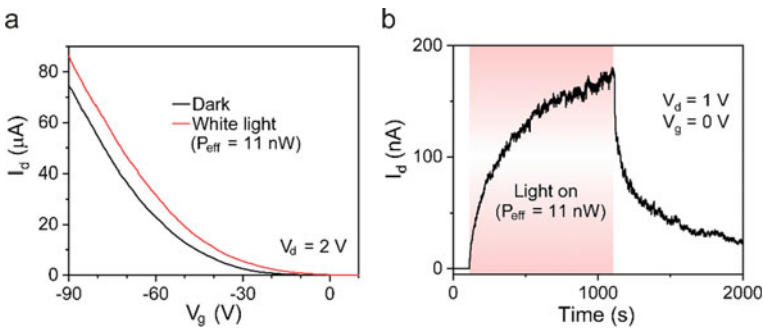 a
80
60
40
20
0
I_d (μA)
Dark
White light
(P_eff = 11 nW)
V_d = 2 V
-90
-60
-30
0
V_g (V)
b
200
100
0
I_d (nA)
V_d = 1 V
V_g = 0 V
Light on
(P_eff = 11 nW)
0
1000
2000
Time (s)